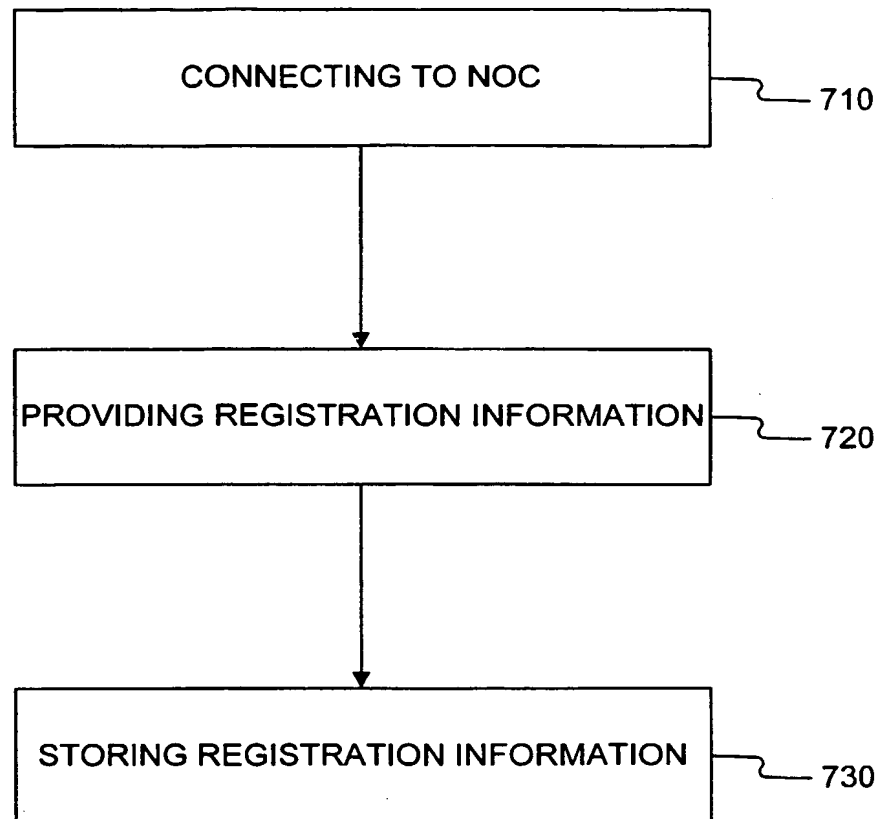 CONNECTING TO NOC
710
PROVIDING REGISTRATION INFORMATION
720
STORING REGISTRATION INFORMATION
730